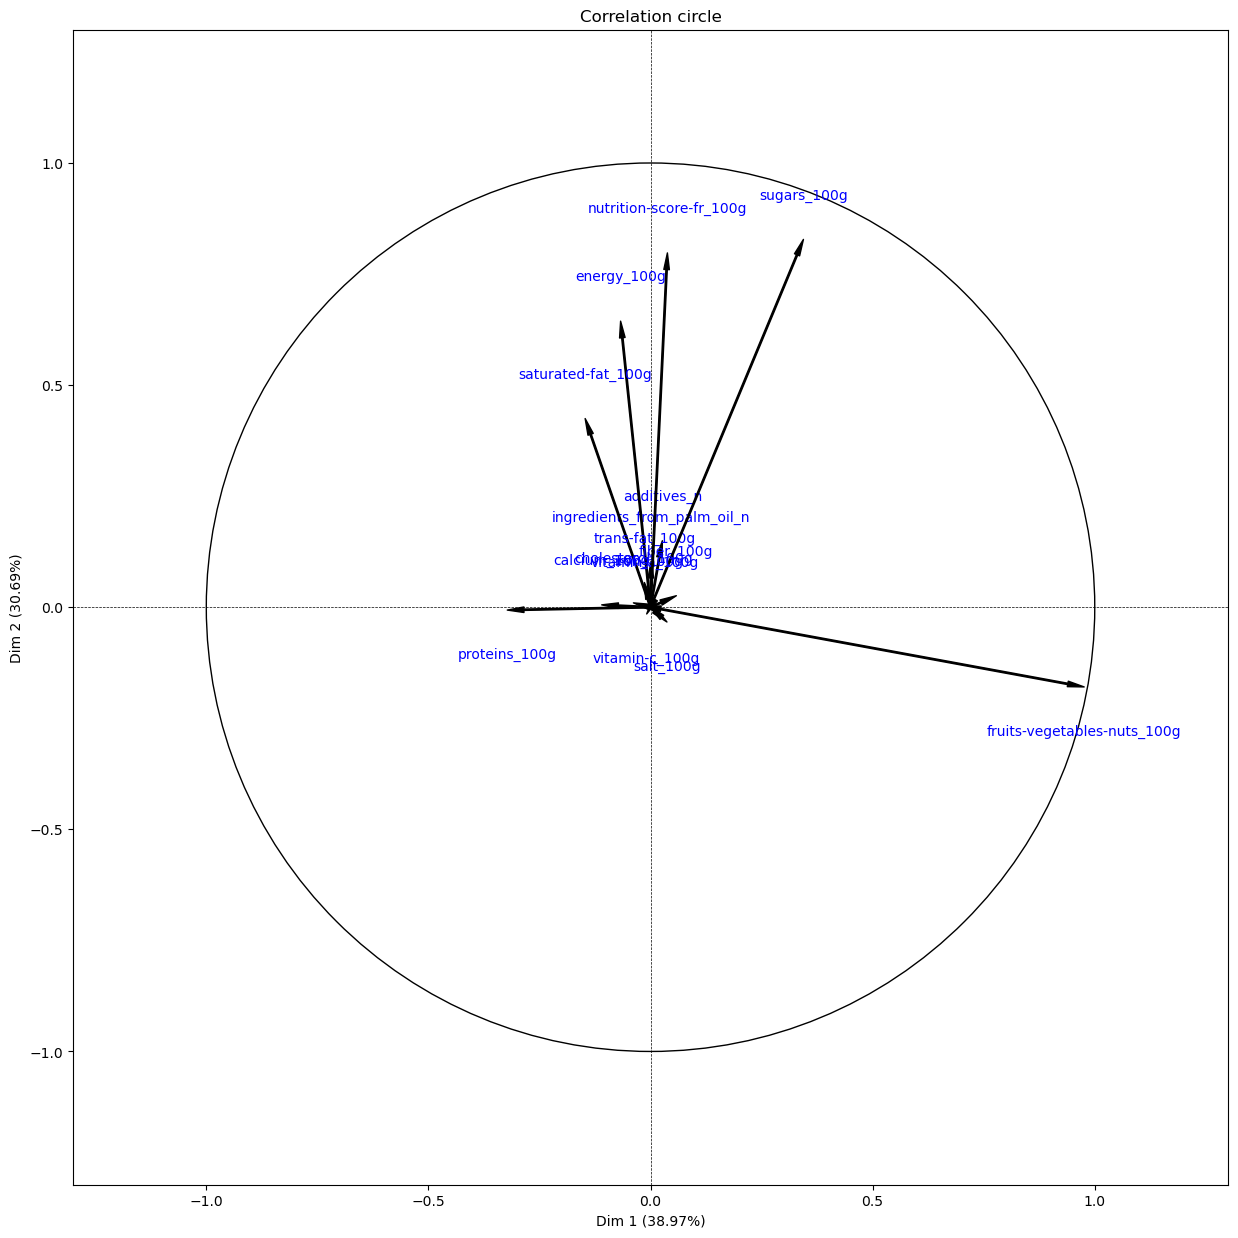 Correlation circle
sugars_100g
nutrition-score-fr_100g
energy_100g
saturated-fat_100g
additives_n
ingredients_from_palm_oil_n
trans-fat_100g
fiber_100g
proteins_100g
vitamin-c_100g
salt_100g
fruits-vegetables-nuts_100g
1.0
0.5
0.0
−0.5
−1.0
Dim 2 (30.69%)
−1.0
−0.5
0.0
0.5
1.0
Dim 1 (38.97%)